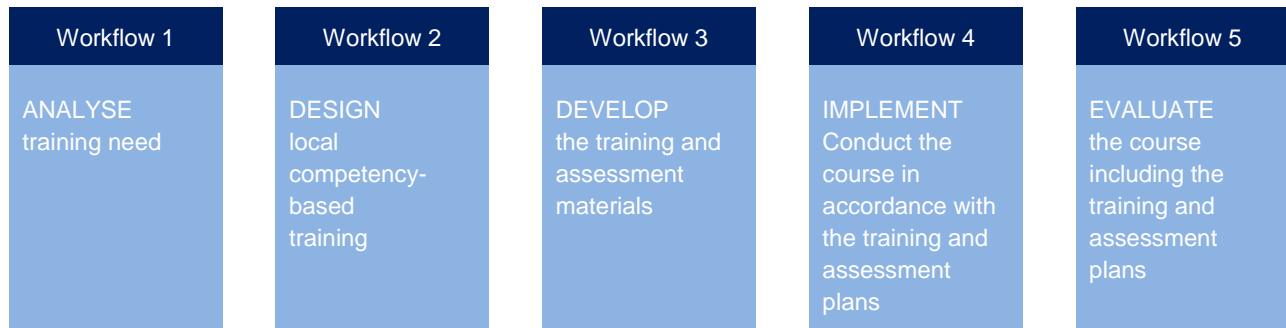 Workflow 1
ANALYSE
training need
Workflow 2
DESIGN
local
competency-
based
training
Workflow 3
DEVELOP
the training and
assessment
materials
Workflow 4
IMPLEMENT
Conduct the
course in
accordance with
the training and
assessment
plans
Workflow 5
EVALUATE
the course
including the
training and
assessment
plans